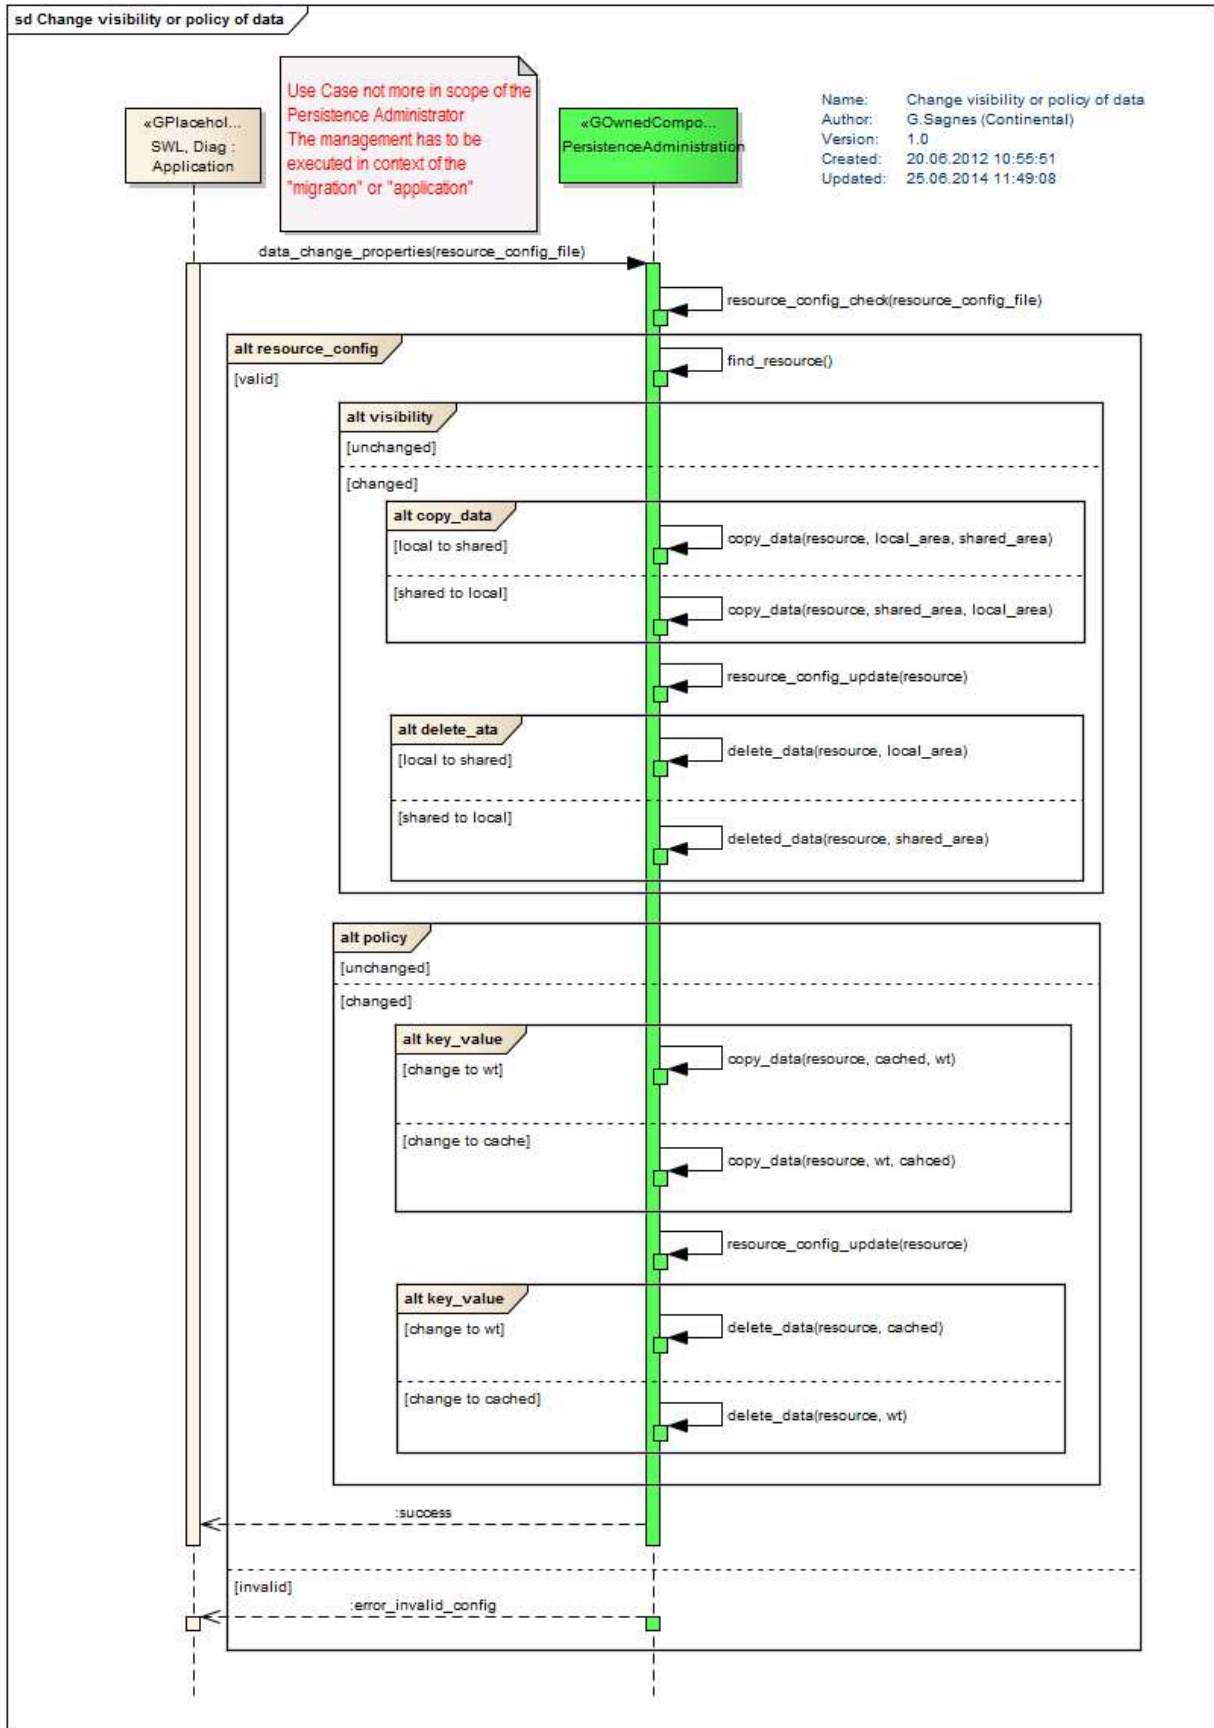 sd Change visibility or policy of data
Use Case not more in scope of the
Persistence Administrator
The management has to be
executed in context of the
"migration" or "application"
«GPlacehol...
SWL, Diag :
Application
«GOwnedCompo...
PersistenceAdministration
Name: Change visibility or policy of data
Author: G.Sagnes (Continental)
Version: 1.0
Created: 20.06.2012 10:55:51
Updated: 25.06.2014 11:49:08
data_change_properties(resource_config_file)
resource_config_check(resource_config_file)
alt resource_config
find_resource()
[valid]
alt visibility
[unchanged]
[changed]
alt copy_data
copy_data(resource, local_area, shared_area)
[local to shared]
[shared to local]
copy_data(resource, shared_area, local_area)
resource_config_update(resource)
alt delete_ata
delete_data(resource, local_area)
[local to shared]
[shared to local]
deleted_data(resource, shared_area)
alt policy
[unchanged]
[changed]
alt key_value
copy_data(resource, cached, wt)
[change to wt]
[change to cache]
copy_data(resource, wt, cahced)
resource_config_update(resource)
alt key_value
[change to wt]
delete_data(resource, cached)
[change to cached]
delete_data(resource, wt)
:success
[invalid]
:error_invalid_config